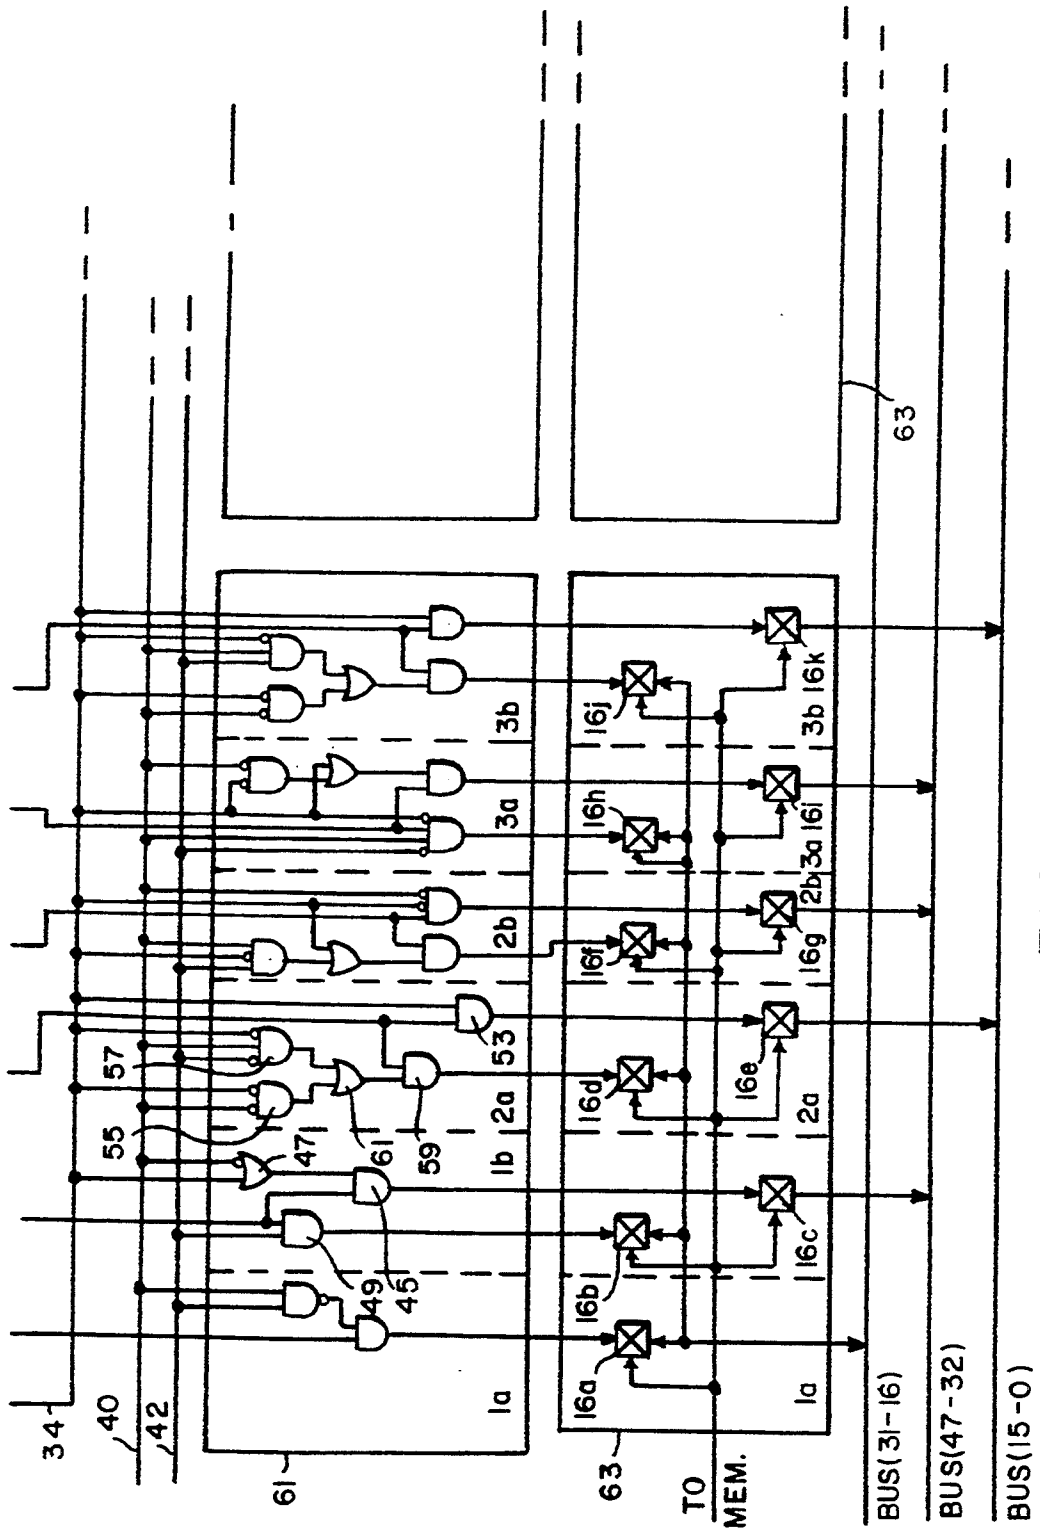 34
40
42
61
1a
49
45
47
1b
55
57
61
59
53
2a
2b
3a
3b
63
TO
MEM.
16a
1a
16b
16c
16d
16e
2a
16f
16g
2b
16h
16i
3a
16j
3b
16k
63
BUS(31-16)
BUS(47-32)
BUS(15-0)